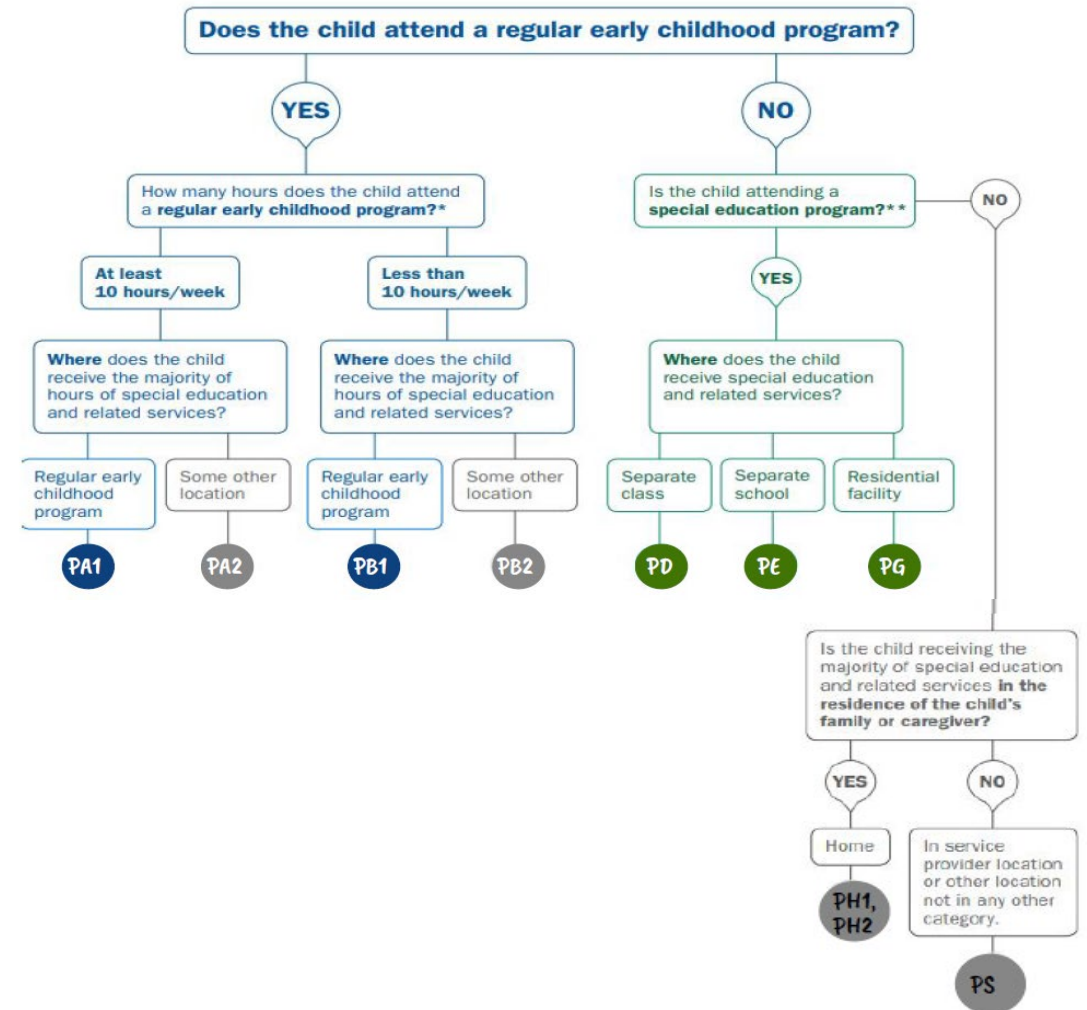 Does the child attend a regular early childhood program?
YES
NO
How many hours does the child attend
a regular early childhood program?*
Is the child attending a
special education program?**
NO
At least
10 hours/week
Less than
10 hours/week
YES
Where does the child
receive the majority of
hours of special education
and related services?
Where does the child
receive the majority of
hours of special education
and related services?
Where does the child
receive special education
and related services?
Regular early
childhood
program
Some other
location
Regular early
childhood
program
Some other
location
Separate
class
Separate
school
Residential
facility
PA1
PA2
PB1
PB2
PD
PE
PG
Is the child receiving the
majority of special education
and related services in the
residence of the child's
family or caregiver?
YES
NO
Home
In service
provider location
or other location
not in any other
category.
PH1,
PH2
PS